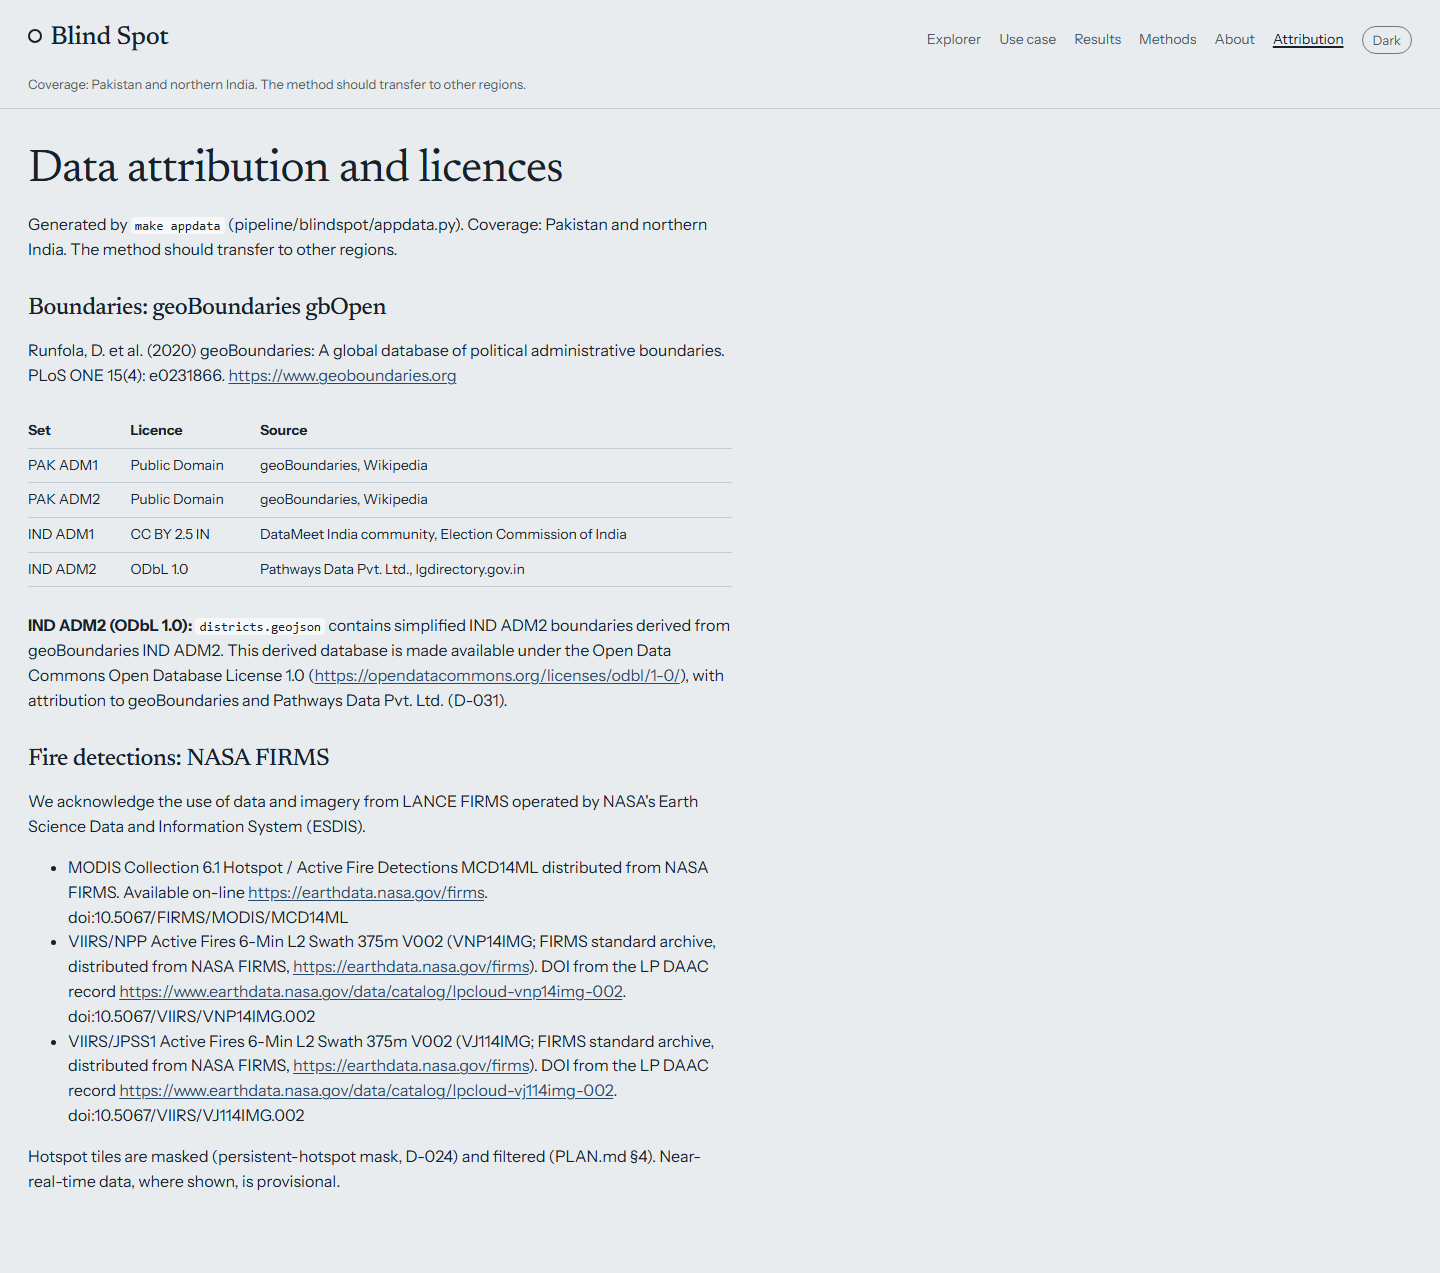 Blind Spot
Explorer Use case Results Methods About Attribution Dark
Coverage: Pakistan and northern India. The method should transfer to other regions.
Data attribution and licences
Generated by make appdata (pipeline/blindspot/appdata.py). Coverage: Pakistan and northern
India. The method should transfer to other regions.
Boundaries: geoBoundaries gbOpen
Runfola, D. et al. (2020) geoBoundaries: A global database of political administrative boundaries.
PLoS ONE 15(4): e0231866. https://www.geoboundaries.org
Set Licence Source
PAK ADM1 Public Domain geoBoundaries, Wikipedia
PAK ADM2 Public Domain geoBoundaries, Wikipedia
IND ADM1 CC BY 2.5 IN DataMeet India community, Election Commission of India
IND ADM2 ODbL 1.0 Pathways Data Pvt. Ltd., lgdirectory.gov.in
IND ADM2 (ODbL 1.0): districts.geojson contains simplified IND ADM2 boundaries derived from
geoBoundaries IND ADM2. This derived database is made available under the Open Data
Commons Open Database License 1.0 (https://opendatacommons.org/licenses/odbl/1-0/), with
attribution to geoBoundaries and Pathways Data Pvt. Ltd. (D-031).
Fire detections: NASA FIRMS
We acknowledge the use of data and imagery from LANCE FIRMS operated by NASA's Earth
Science Data and Information System (ESDIS).
• MODIS Collection 6.1 Hotspot / Active Fire Detections MCD14ML distributed from NASA
FIRMS. Available on-line https://earthdata.nasa.gov/firms.
doi:10.5067/FIRMS/MODIS/MCD14ML
• VIIRS/NPP Active Fires 6-Min L2 Swath 375m V002 (VNP14IMG; FIRMS standard archive,
distributed from NASA FIRMS, https://earthdata.nasa.gov/firms). DOI from the LP DAAC
record https://www.earthdata.nasa.gov/data/catalog/lpcloud-vnp14img-002.
doi:10.5067/VIIRS/VNP14IMG.002
• VIIRS/JPSS1 Active Fires 6-Min L2 Swath 375m V002 (VJ114IMG; FIRMS standard archive,
distributed from NASA FIRMS, https://earthdata.nasa.gov/firms). DOI from the LP DAAC
record https://www.earthdata.nasa.gov/data/catalog/lpcloud-vj114img-002.
doi:10.5067/VIIRS/VJ114IMG.002
Hotspot tiles are masked (persistent-hotspot mask, D-024) and filtered (PLAN.md §4). Near-
real-time data, where shown, is provisional.